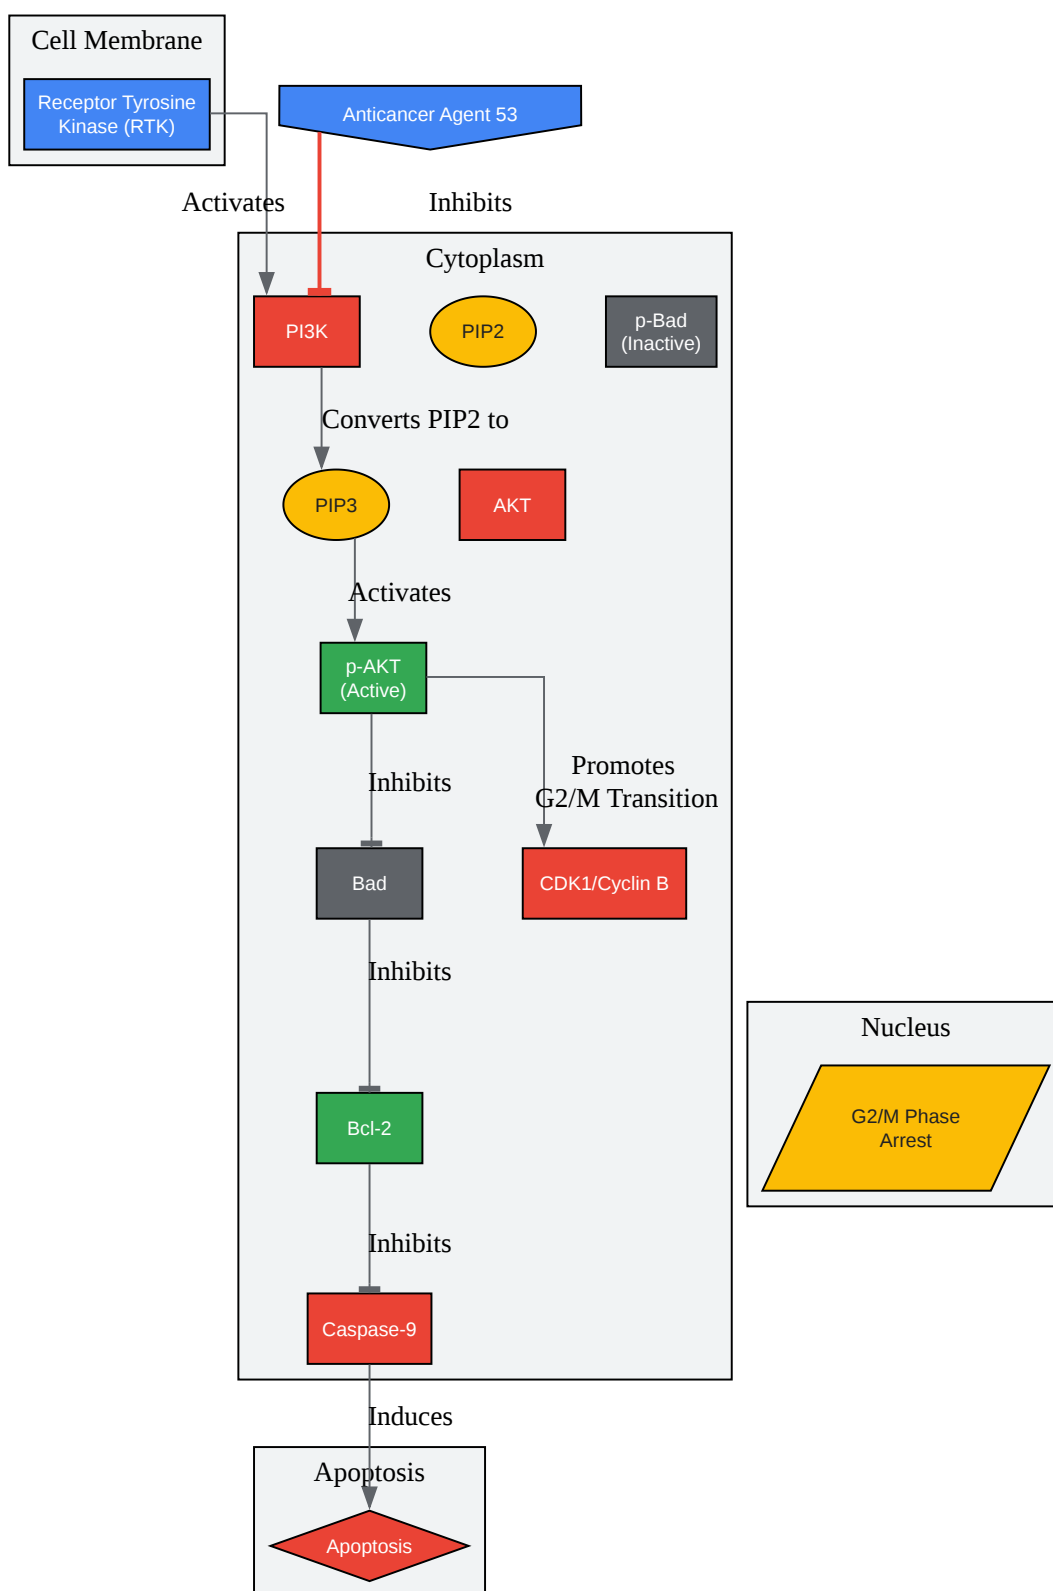 Cell Membrane
Receptor Tyrosine
Kinase (RTK)
Anticancer Agent 53
Activates
Inhibits
Cytoplasm
PI3K
PIP2
p-Bad
(Inactive)
Converts PIP2 to
PIP3
AKT
Activates
p-AKT
(Active)
Inhibits
Promotes
G2/M Transition
Bad
CDK1/Cyclin B
Inhibits
Nucleus
G2/M Phase
Arrest
Bcl-2
Inhibits
Caspase-9
Induces
Apoptosis
Apoptosis